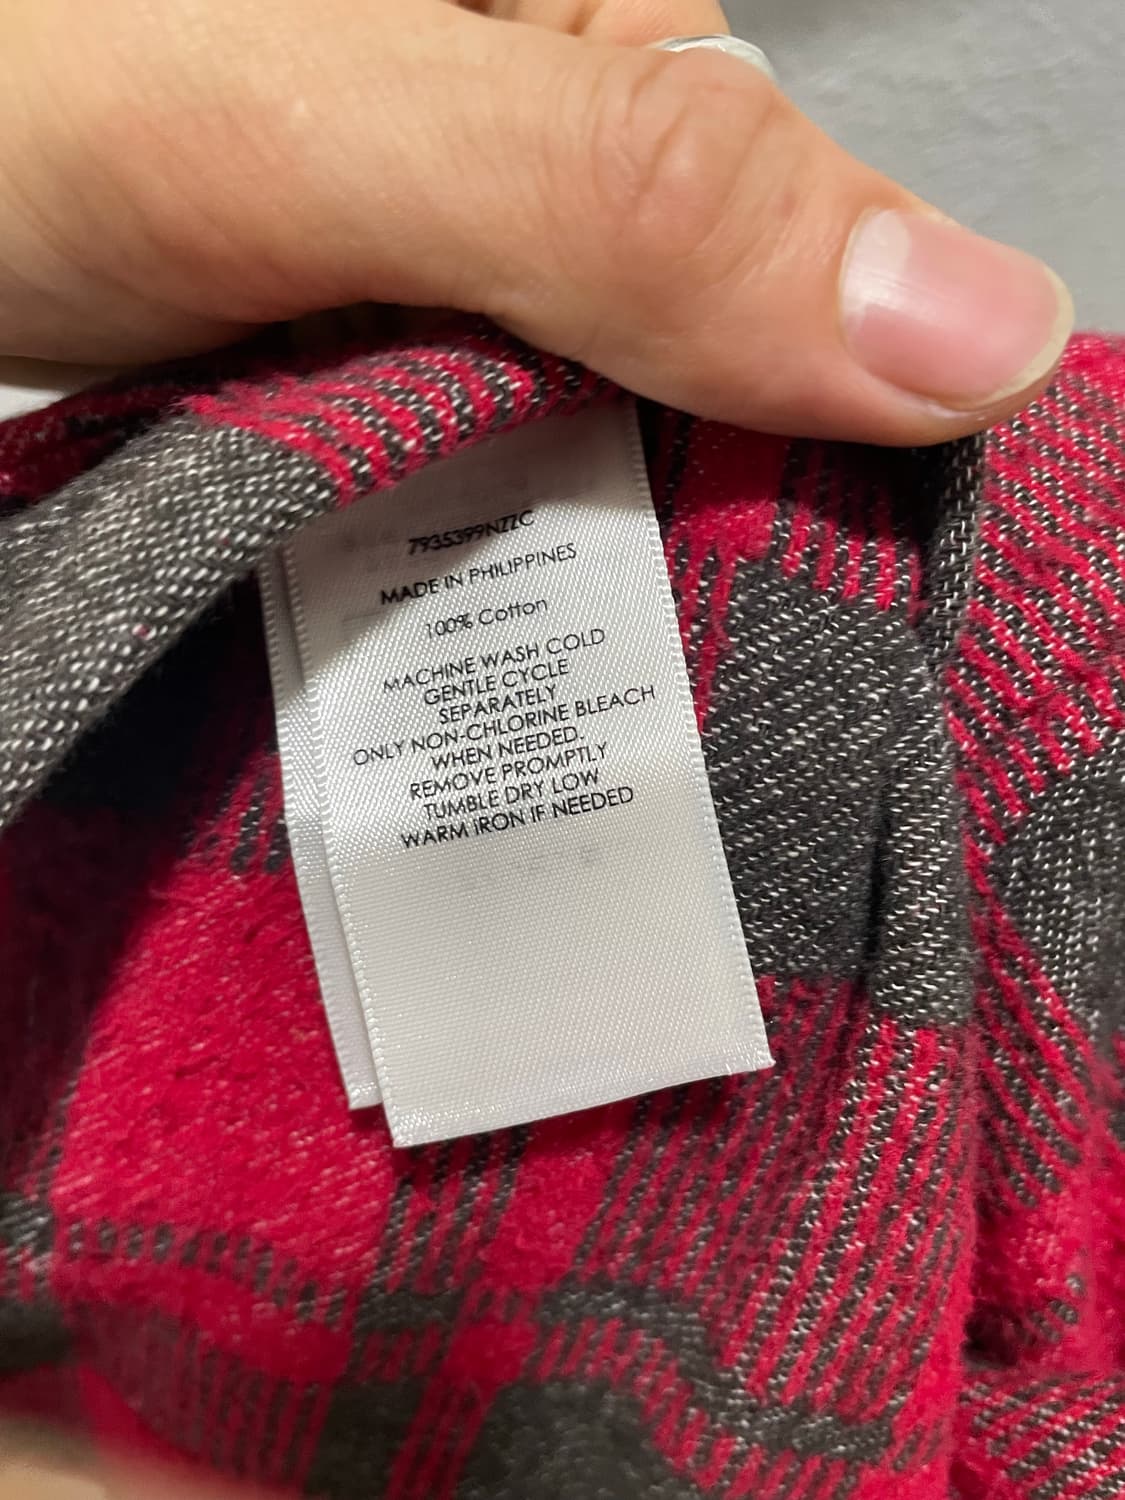 7935399NZZC
MADE IN PHILIPPINES
100% Cotton
MACHINE WASH COLD
GENTLE CYCLE
SEPARATELY
ONLY NON-CHLORINE BLEACH
WHEN NEEDED.
REMOVE PROMPTLY
TUMBLE DRY LOW
WARM IRON IF NEEDED